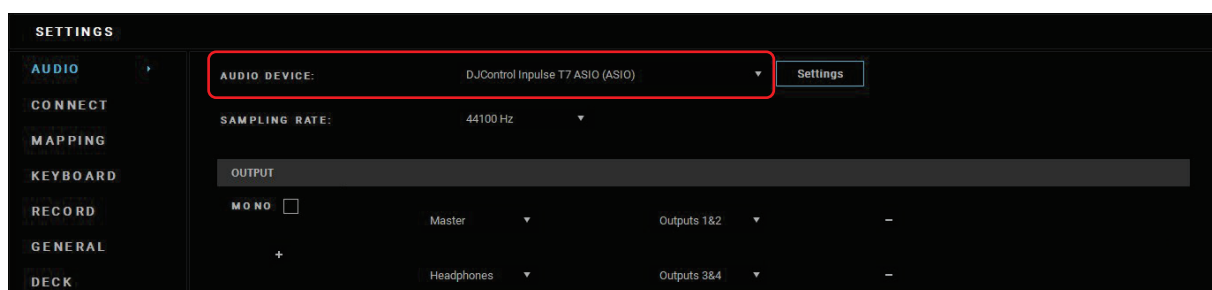 SETTINGS
AUDIO
AUDIO DEVICE: DJControl Inpulse T7 ASIO (ASIO) Settings
CONNECT
SAMPLING RATE: 44100 Hz
MAPPING
KEYBOARD
OUTPUT
RECORD
MONO
Master Outputs 1&2 –
GENERAL
+
DECK
Headphones Outputs 3&4 –